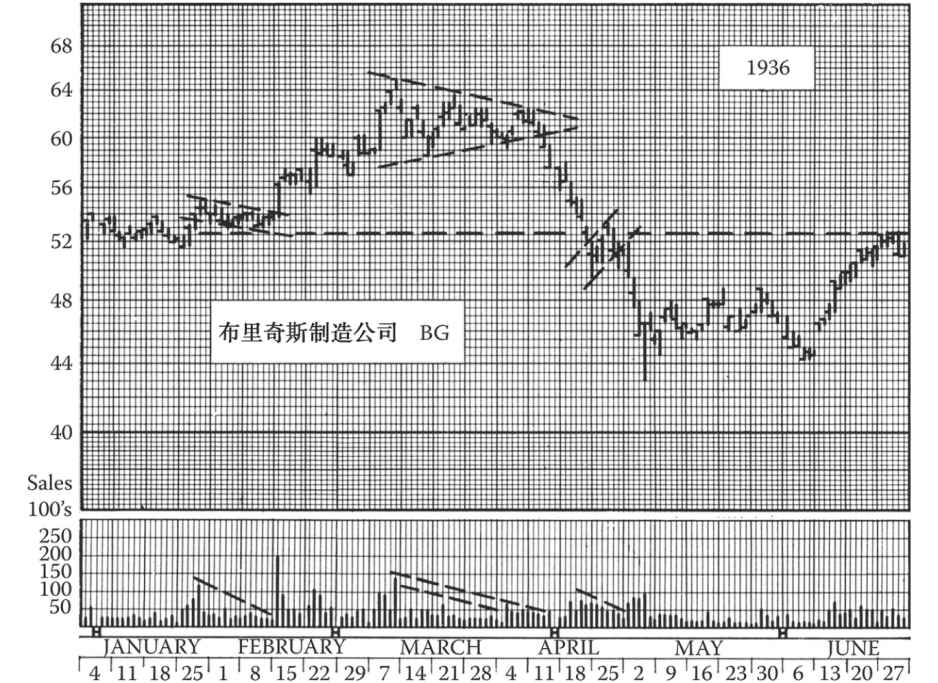 1936
68
64
60
56
52
48
44
40
布里奇斯制造公司 BG
Sales
100's
250
200
150
100
50
JANUARY FEBRUARY MARCH APRIL MAY JUNE
4 11 18 25 1 8 15 22 29 7 14 21 28 4 11 18 25 2 9 16 23 30 6 13 20 27